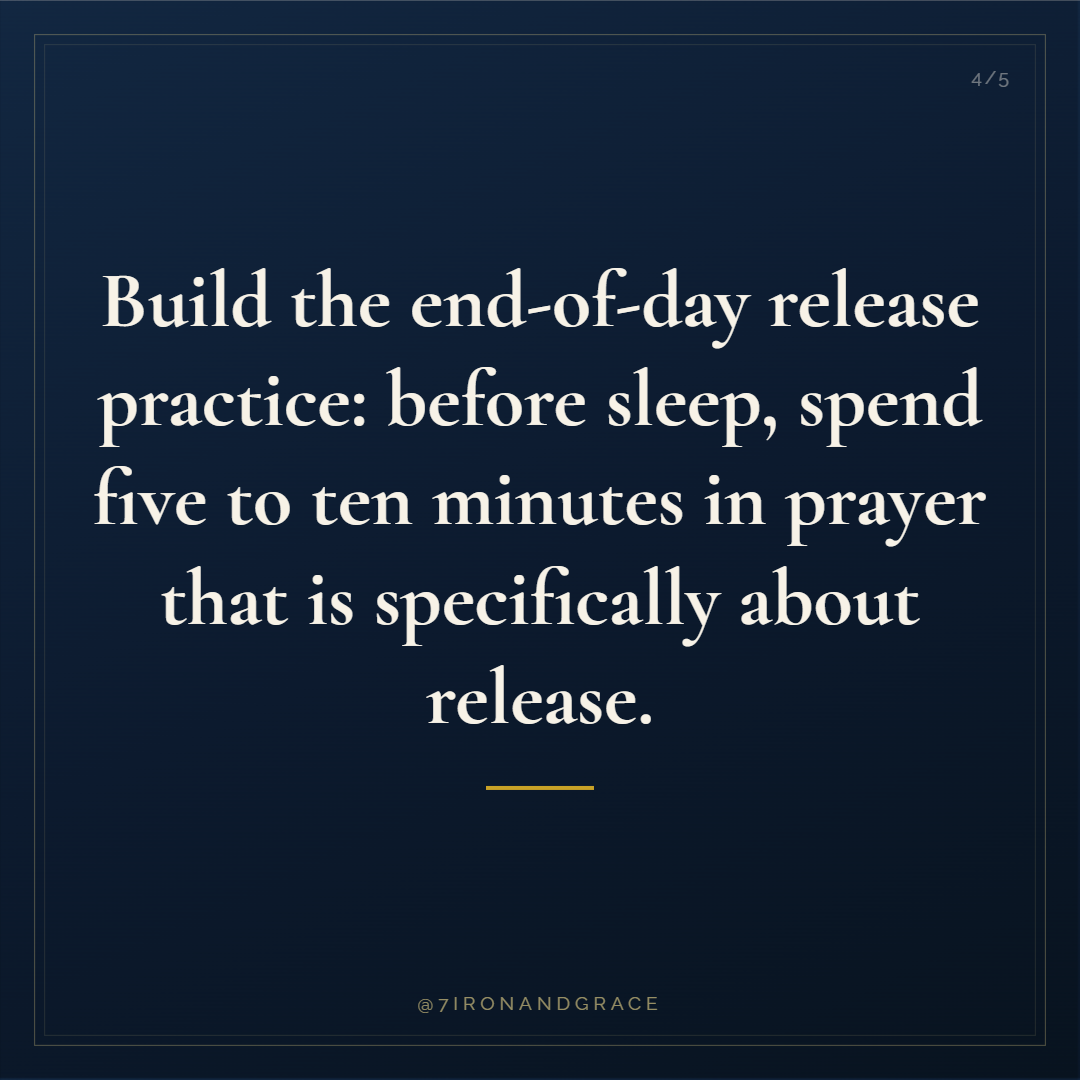 4/5
Build the end-of-day release
practice: before sleep, spend
five to ten minutes in prayer
that is specifically about
release.
@7IRONANDGRACE